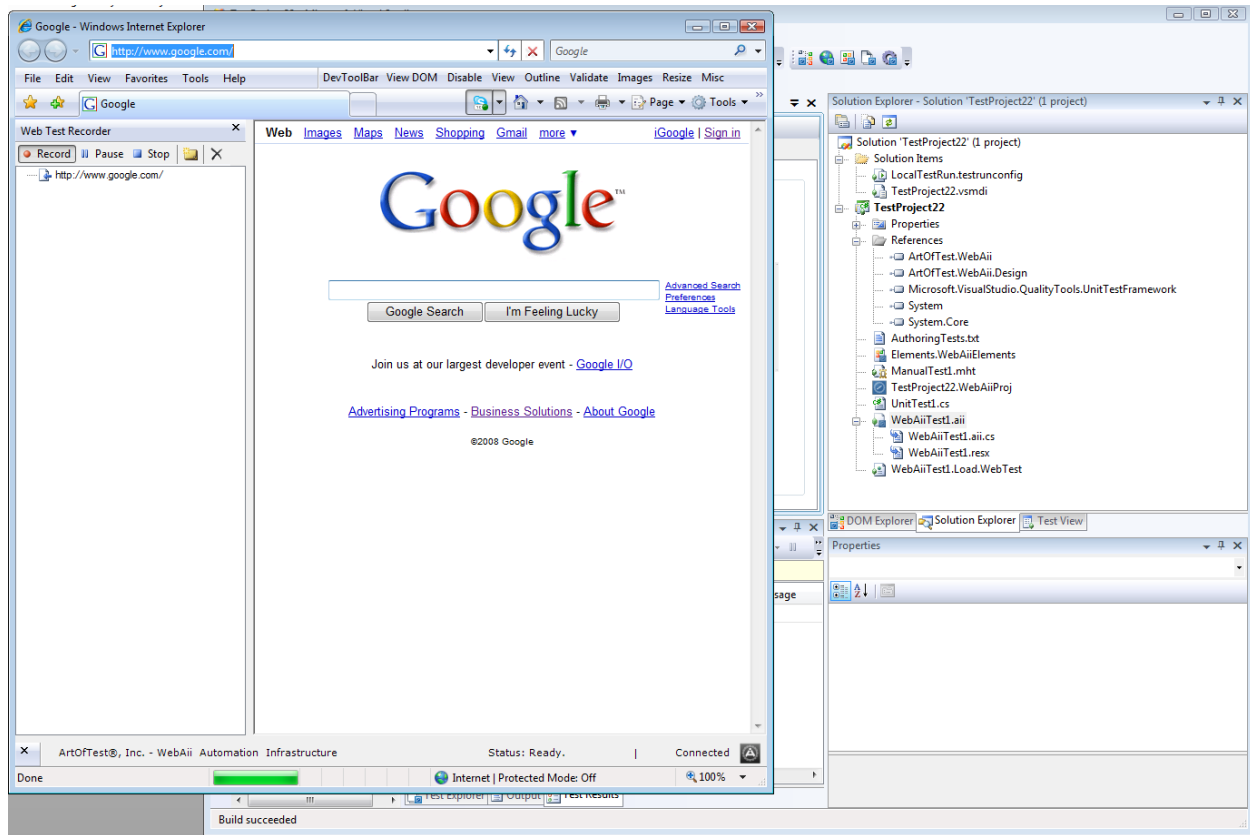 Google - Windows Internet Explorer
http://www.google.com/
Google
File Edit View Favorites Tools Help
DevToolBar View DOM Disable View Outline Validate Images Resize Misc
Google
Page Tools
Web Test Recorder
Record Pause Stop
http://www.google.com/
Web Images Maps News Shopping Gmail more ▼
iGoogle | Sign in
Google™
Advanced Search
Preferences
Language Tools
Google Search
I'm Feeling Lucky
Join us at our largest developer event - Google I/O
Advertising Programs - Business Solutions - About Google
©2008 Google
ArtOfTest®, Inc. - WebAii Automation Infrastructure
Status: Ready.
|
Connected
Done
Internet | Protected Mode: Off
100%
Solution Explorer - Solution 'TestProject22' (1 project)
Solution 'TestProject22' (1 project)
Solution Items
LocalTestRun.testrunconfig
TestProject22.vsmdi
TestProject22
Properties
References
ArtOfTest.WebAii
ArtOfTest.WebAii.Design
Microsoft.VisualStudio.QualityTools.UnitTestFramework
System
System.Core
AuthoringTests.txt
Elements.WebAiiElements
ManualTest1.mht
TestProject22.WebAiiProj
UnitTest1.cs
WebAiiTest1.aii
WebAiiTest1.aii.cs
WebAiiTest1.resx
WebAiiTest1.Load.WebTest
DOM Explorer
Solution Explorer
Test View
Properties
sage
Test Explorer
Output
Test Results
Build succeeded